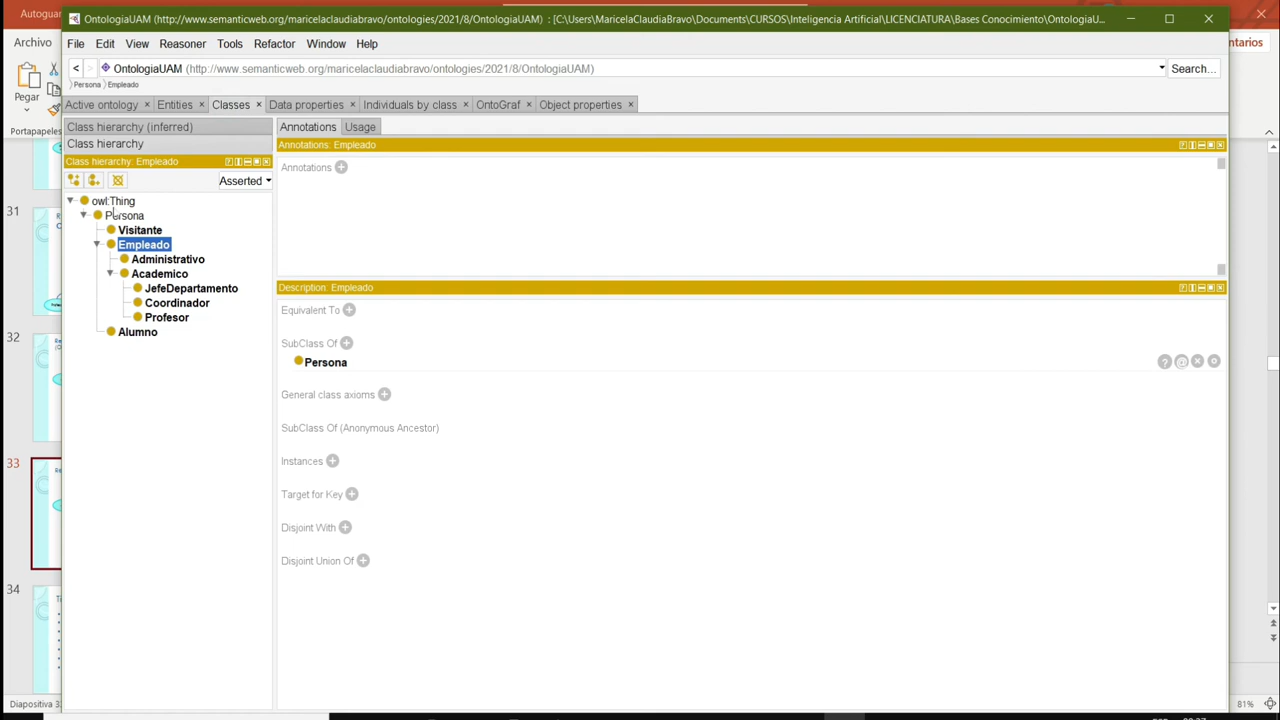 Autoguar
OntologiaUAM (http://www.semanticweb.org/maricelaclaudiabravo/ontologies/2021/8/OntologiaUAM) : [C:\Users\MaricelaClaudiaBravo\Documents\CURSOS\Inteligencia Artificial\LICENCIATURA\Bases Conocimiento\OntologiaU...
Archivo
File Edit View Reasoner Tools Refactor Window Help
entarios
< > OntologiaUAM (http://www.semanticweb.org/maricelaclaudiabravo/ontologies/2021/8/OntologiaUAM) Search...
Persona Empleado
Pegar
Active ontology × Entities × Classes × Data properties × Individuals by class × OntoGraf × Object properties ×
Portapapeles
Class hierarchy (inferred)
Annotations Usage
Class hierarchy
Annotations: Empleado
Class hierarchy: Empleado
Annotations
Asserted
owl:Thing
Persona
Visitante
Empleado
Administrativo
Academico
JefeDepartamento
Coordinador
Profesor
Alumno
Description: Empleado
Equivalent To
SubClass Of
Persona
General class axioms
SubClass Of (Anonymous Ancestor)
Instances
Target for Key
Disjoint With
Disjoint Union Of
31
32
33
34
Diapositiva 3
81%